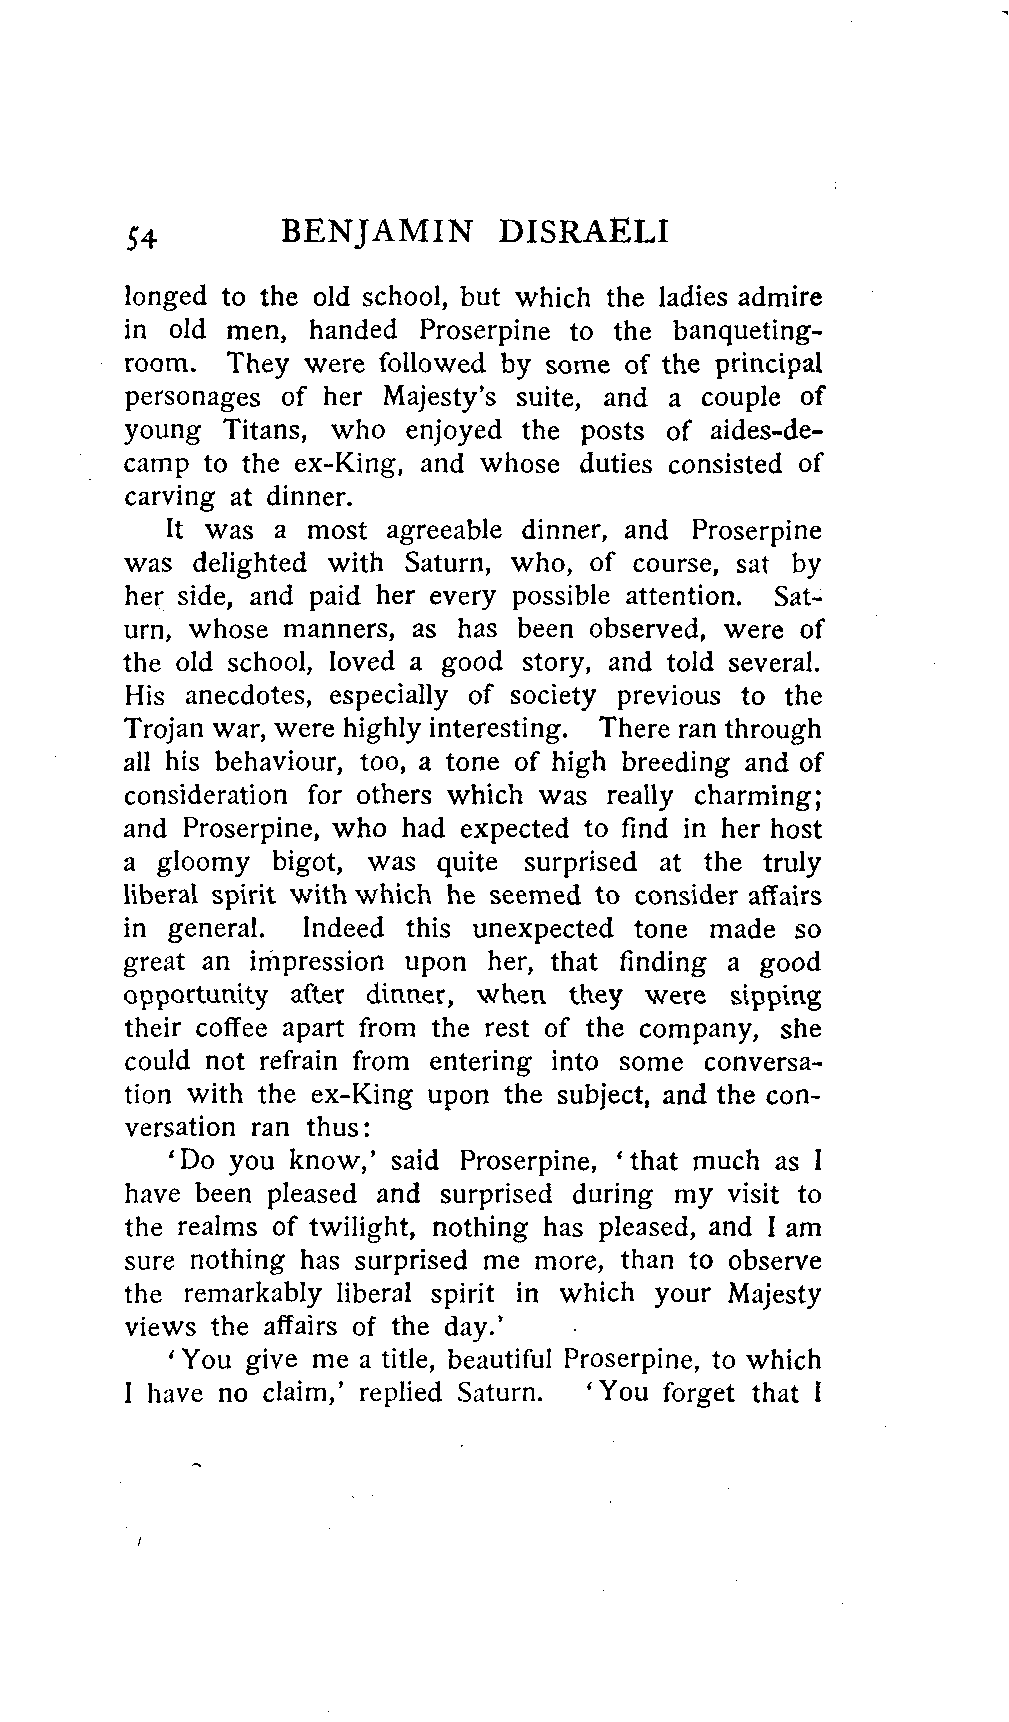 54 BENJAMIN DISRAELI
longed to the old school, but which the ladies admire
in old men, handed Proserpine to the banqueting-
room. They were followed by some of the principal
personages of her Majesty's suite, and a couple of
young Titans, who enjoyed the posts of aides-de-
camp to the ex-King, and whose duties consisted of
carving at dinner.
It was a most agreeable dinner, and Proserpine
was delighted with Saturn, who, of course, sat by
her side, and paid her every possible attention. Sat-
urn, whose manners, as has been observed, were of
the old school, loved a good story, and told several.
His anecdotes, especially of society previous to the
Trojan war, were highly interesting. There ran through
all his behaviour, too, a tone of high breeding and of
consideration for others which was really charming;
and Proserpine, who had expected to find in her host
a gloomy bigot, was quite surprised at the truly
liberal spirit with which he seemed to consider affairs
in general. Indeed this unexpected tone made so
great an impression upon her, that finding a good
opportunity after dinner, when they were sipping
their coffee apart from the rest of the company, she
could not refrain from entering into some conversa-
tion with the ex-King upon the subject, and the con-
versation ran thus:
‘Do you know,’ said Proserpine, ‘that much as I
have been pleased and surprised during my visit to
the realms of twilight, nothing has pleased, and I am
sure nothing has surprised me more, than to observe
the remarkably liberal spirit in which your Majesty
views the affairs of the day.’
‘You give me a title, beautiful Proserpine, to which
I have no claim,’ replied Saturn. ‘You forget that I